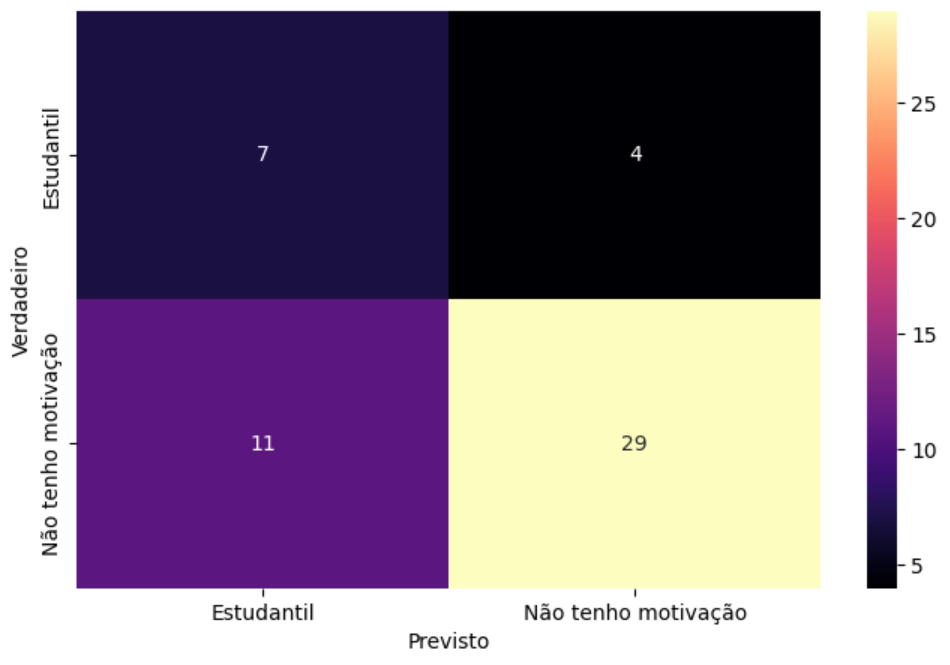 Verdadeiro
Estudantil
Não tenho motivação
7
4
11
29
Estudantil
Não tenho motivação
Previsto
25
20
15
10
5